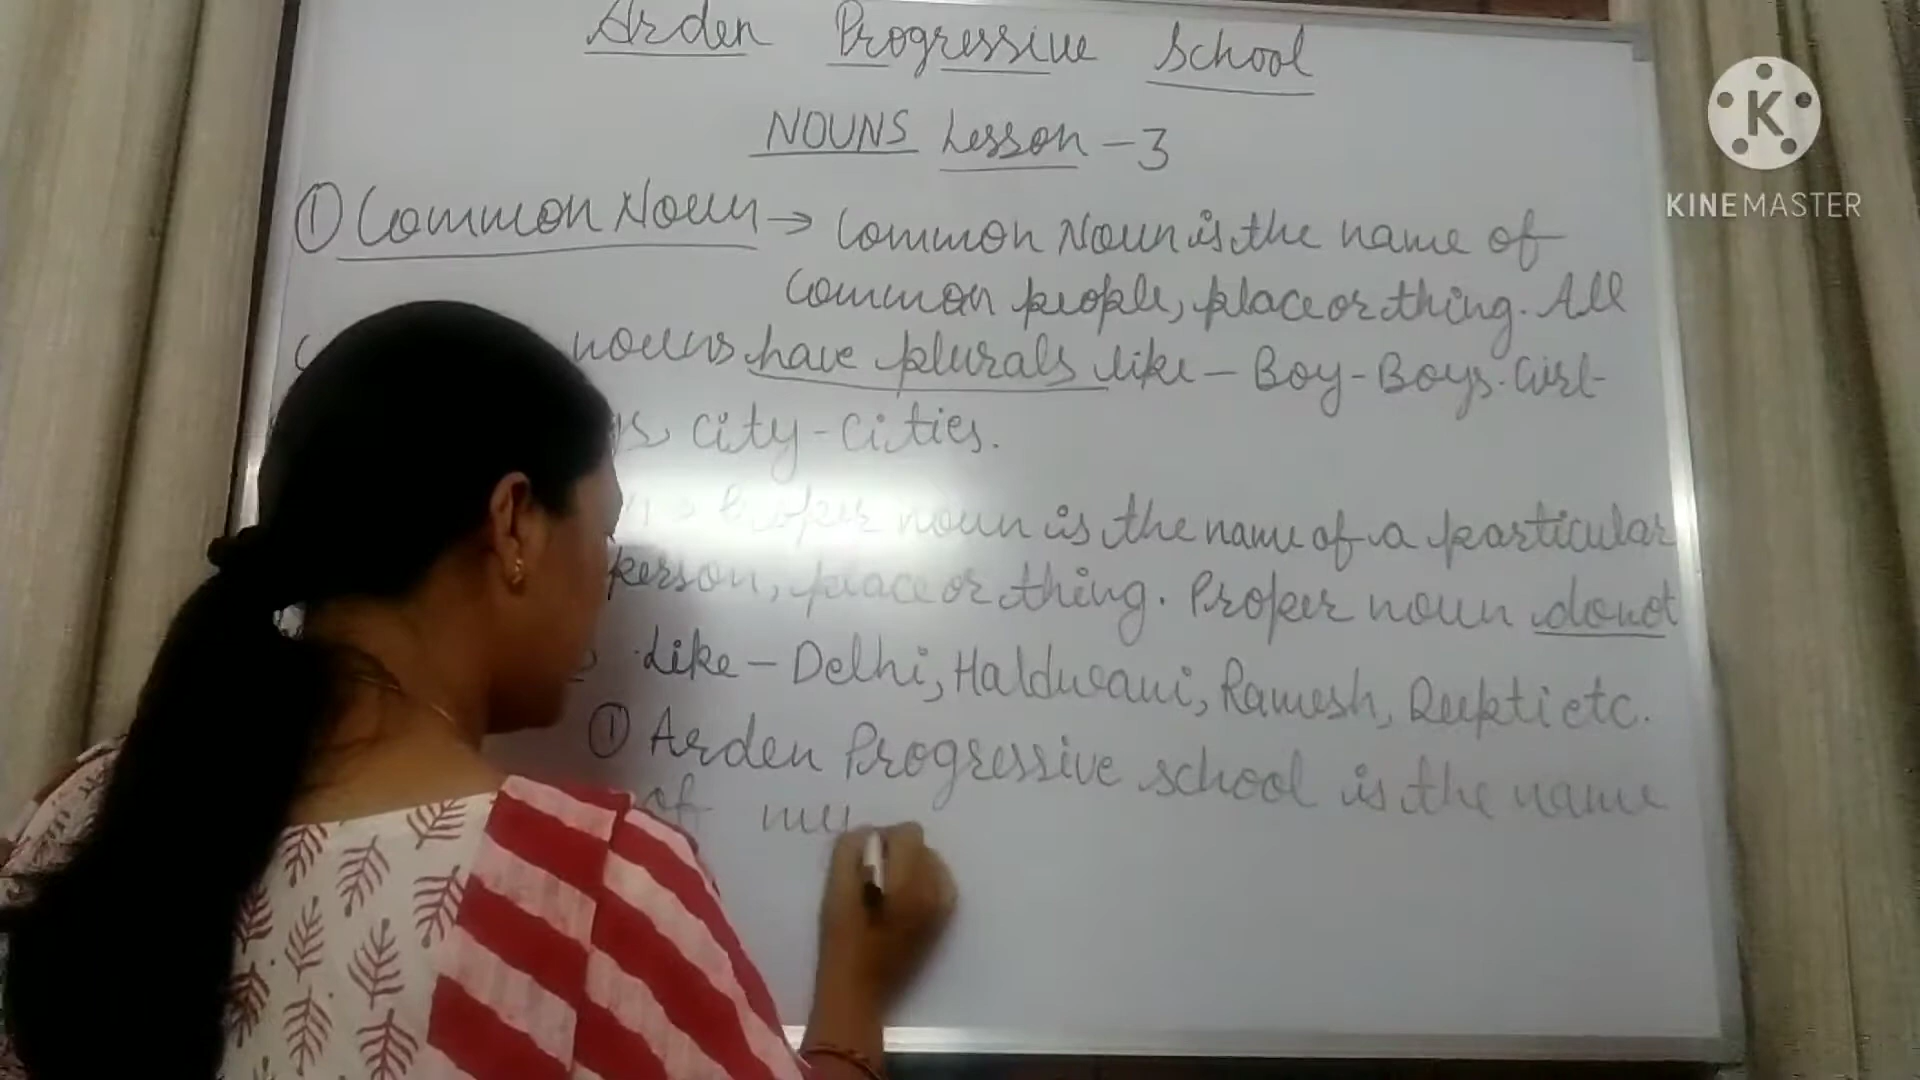 Arden Progressive School
NOUNS Lesson - 3
① Common Noun → Common Noun is the name of
common people, place or thing. All
nouns have plurals like - Boy - Boys. Girl -
city - cities.
noun is the name of a particular
person, place or thing. Proper noun donot
Like - Delhi, Haldwani, Ramesh, Deepti etc.
① Arden Progressive school is the name
of my
K
KINEMASTER